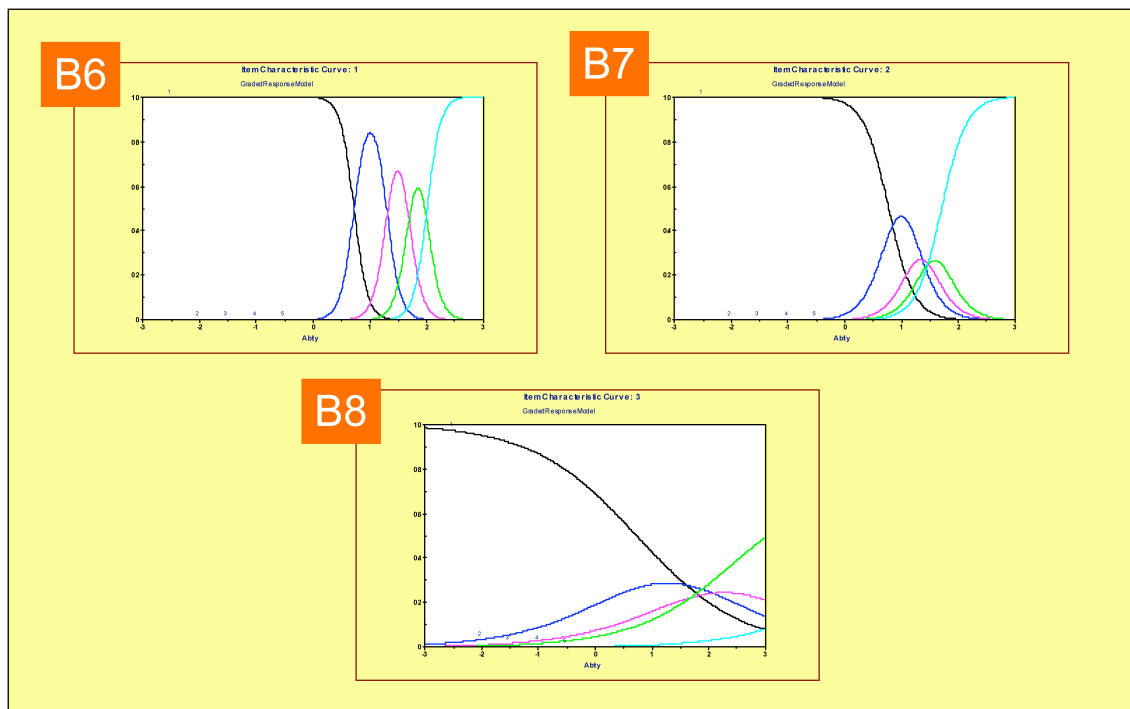 B6
Item Characteristic Curve: 1
Graded Response Model
1
10
08
06
04
02
0
2 3 4 5
-3 -2 -1 0 1 2 3
Abty
B7
Item Characteristic Curve: 2
Graded Response Model
1
10
08
06
04
02
0
2 3 4 5
-3 -2 -1 0 1 2 3
Abty
B8
Item Characteristic Curve: 3
Graded Response Model
1
10
08
06
04
02
0
2 3 4
-3 -2 -1 0 1 2 3
Abty